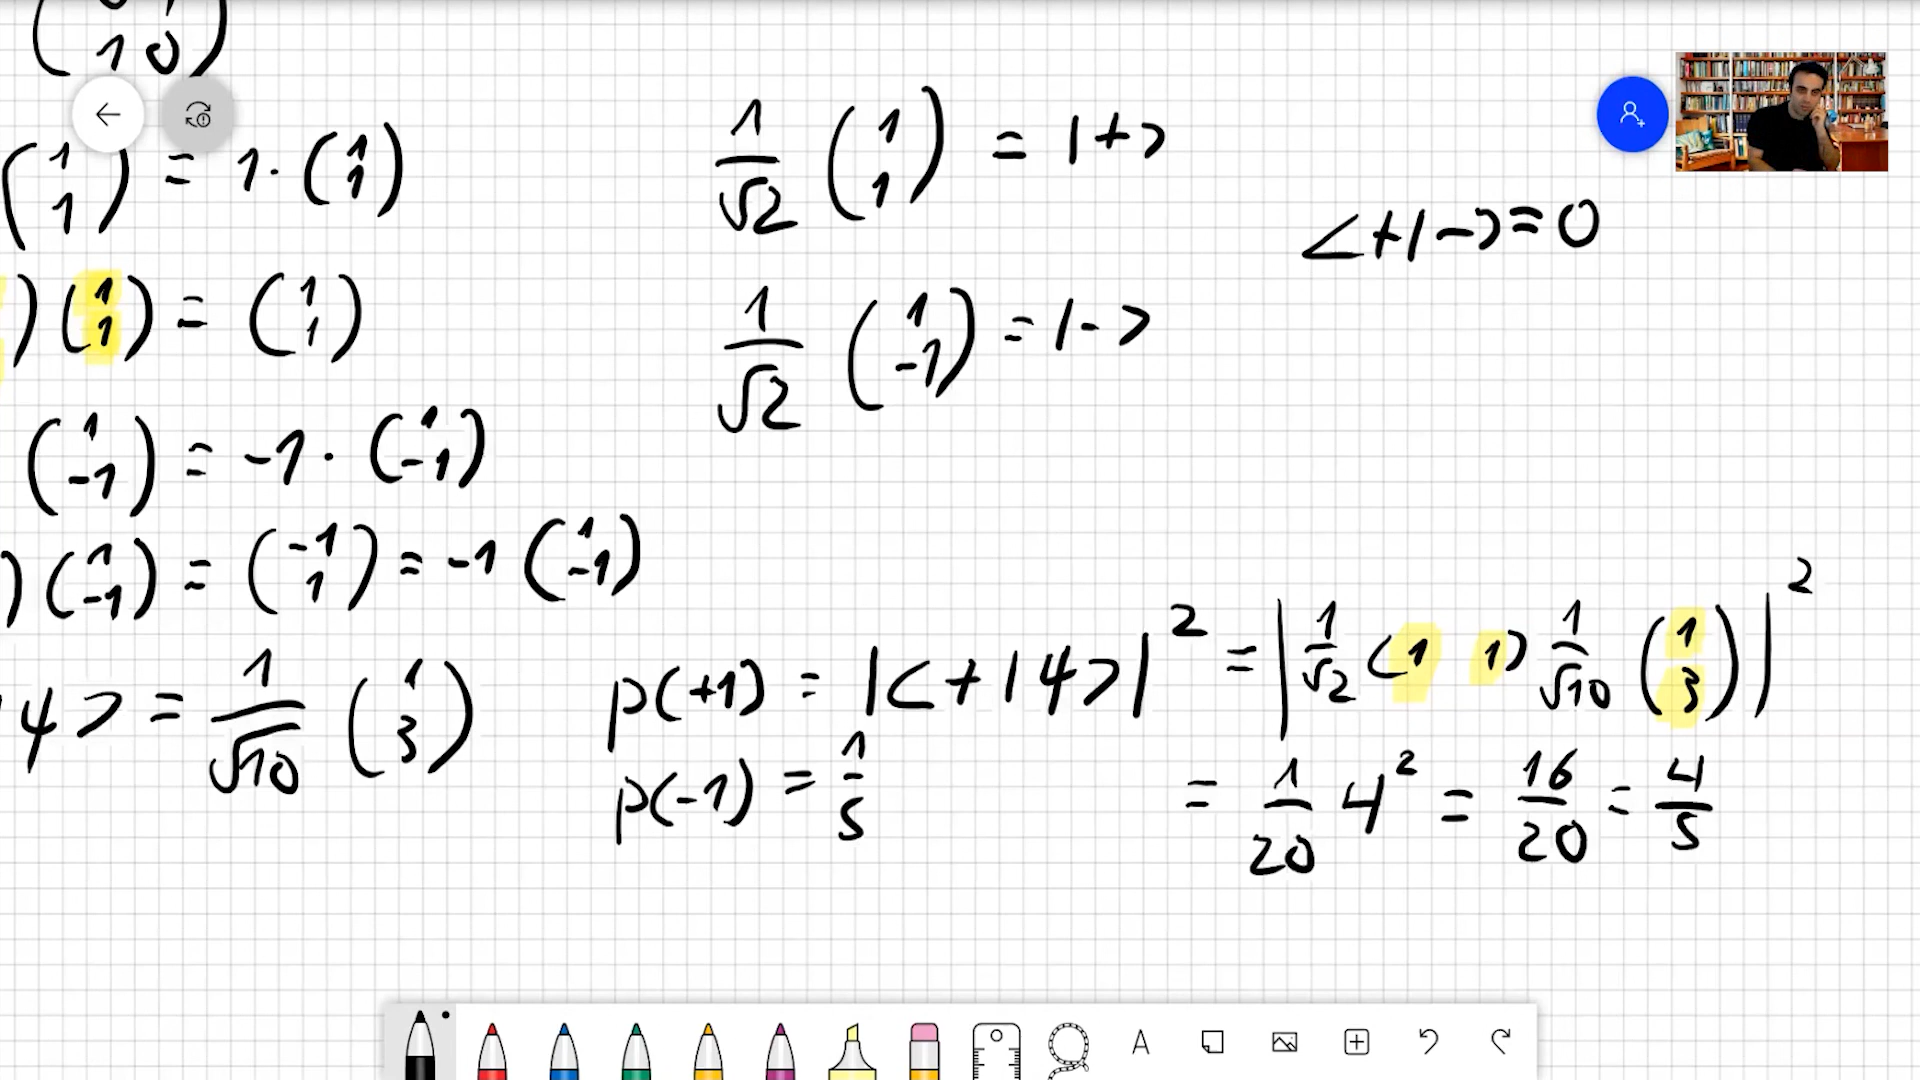 1 0
(1 1) = 1 · (1 1)
1/√2 (1 1) = |+>
<+|-> = 0
) (1 1) = (1 1)
1/√2 (1 -1) = |->
(1 -1) = -1 · (1 -1)
) (1 -1) = (-1 1) = -1 (1 -1)
4> = 1/√10 (1 3)
p(+1) = |<+|4>|² = |1/√2 (1 1) 1/√10 (1 3)|²
p(-1) = 1/5
= 1/20 4² = 16/20 = 4/5
A